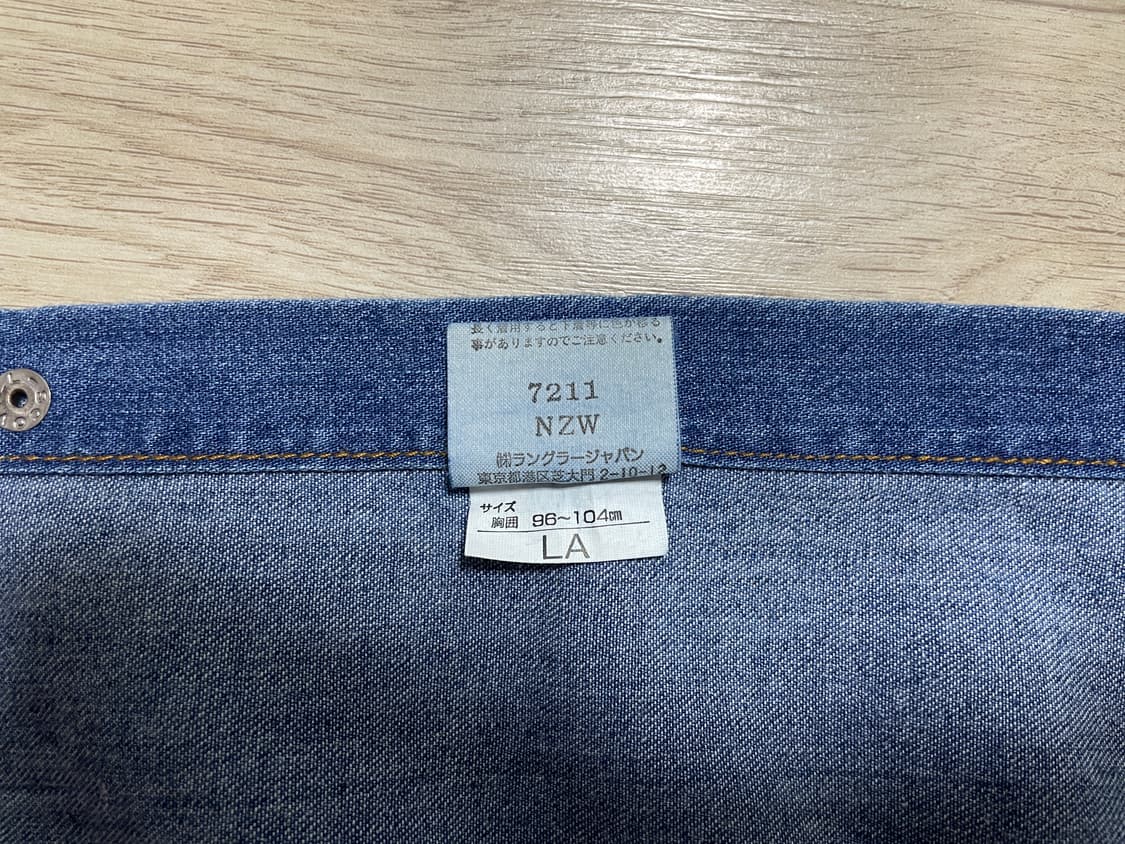 長く着用すると下着等に色が移る
事がありますのでご注意ください。
7211
NZW
㈱ラングラージャパン
東京都港区芝大門 2-10-12
サイズ
胸囲 96~104㎝
LA